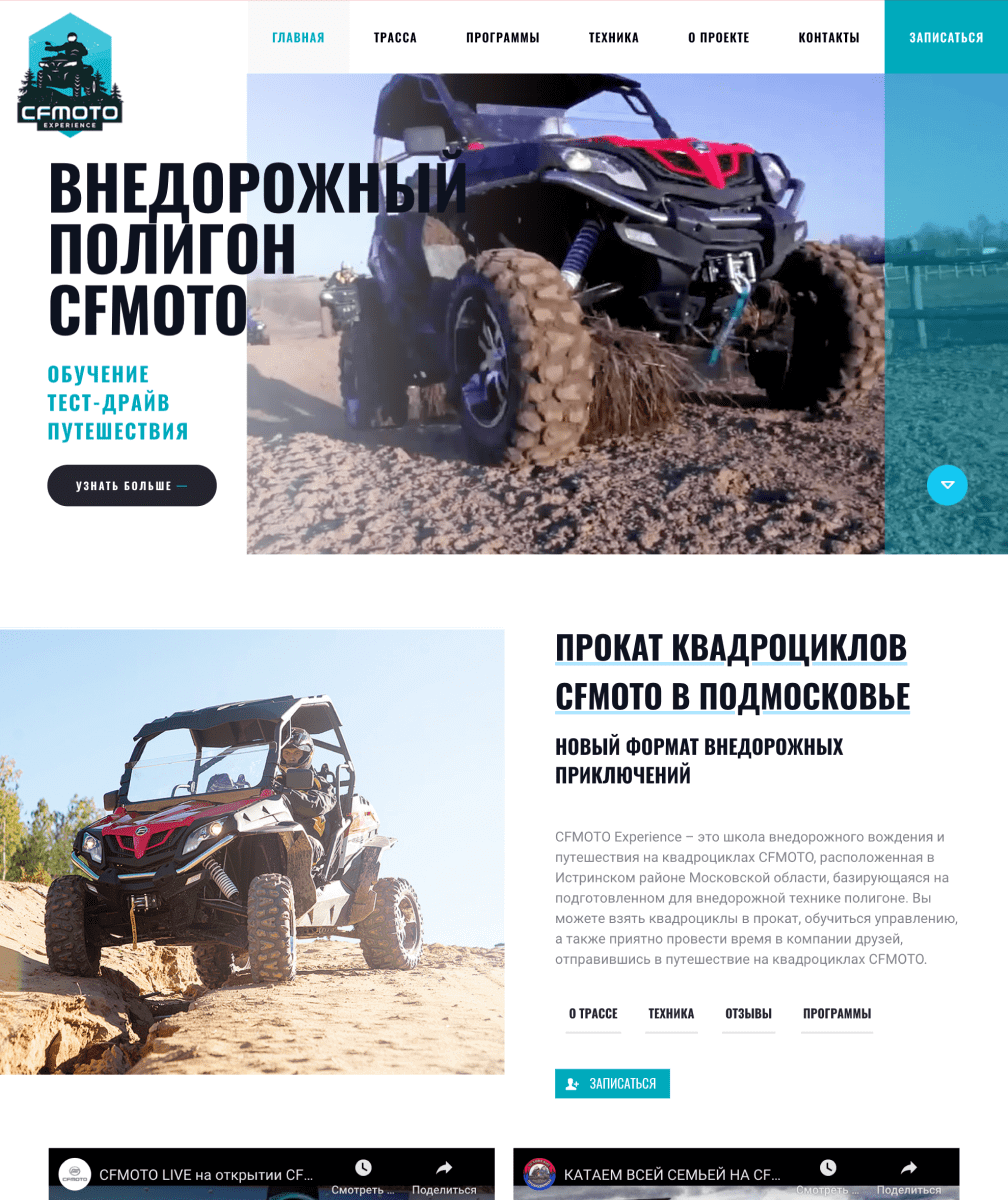 CFMOTO
EXPERIENCE
ГЛАВНАЯ
ТРАССА
ПРОГРАММЫ
ТЕХНИКА
О ПРОЕКТЕ
КОНТАКТЫ
ЗАПИСАТЬСЯ
ВНЕДОРОЖНЫЙ
ПОЛИГОН
CFMOTO
ОБУЧЕНИЕ
ТЕСТ-ДРАЙВ
ПУТЕШЕСТВИЯ
УЗНАТЬ БОЛЬШЕ —
ПРОКАТ КВАДРОЦИКЛОВ
CFMOTO В ПОДМОСКОВЬЕ
НОВЫЙ ФОРМАТ ВНЕДОРОЖНЫХ
ПРИКЛЮЧЕНИЙ
CFMOTO Experience – это школа внедорожного вождения и
путешествия на квадроциклах CFMOTO, расположенная в
Истринском районе Московской области, базирующаяся на
подготовленном для внедорожной технике полигоне. Вы
можете взять квадроциклы в прокат, обучиться управлению,
а также приятно провести время в компании друзей,
отправившись в путешествие на квадроциклах CFMOTO.
О ТРАССЕ
ТЕХНИКА
ОТЗЫВЫ
ПРОГРАММЫ
ЗАПИСАТЬСЯ
CFMOTO
CFMOTO LIVE на открытии CF...
Смотреть ...
Поделиться
КАТАЕМ ВСЕЙ СЕМЬЕЙ НА CF...
Смотреть ...
Поделиться